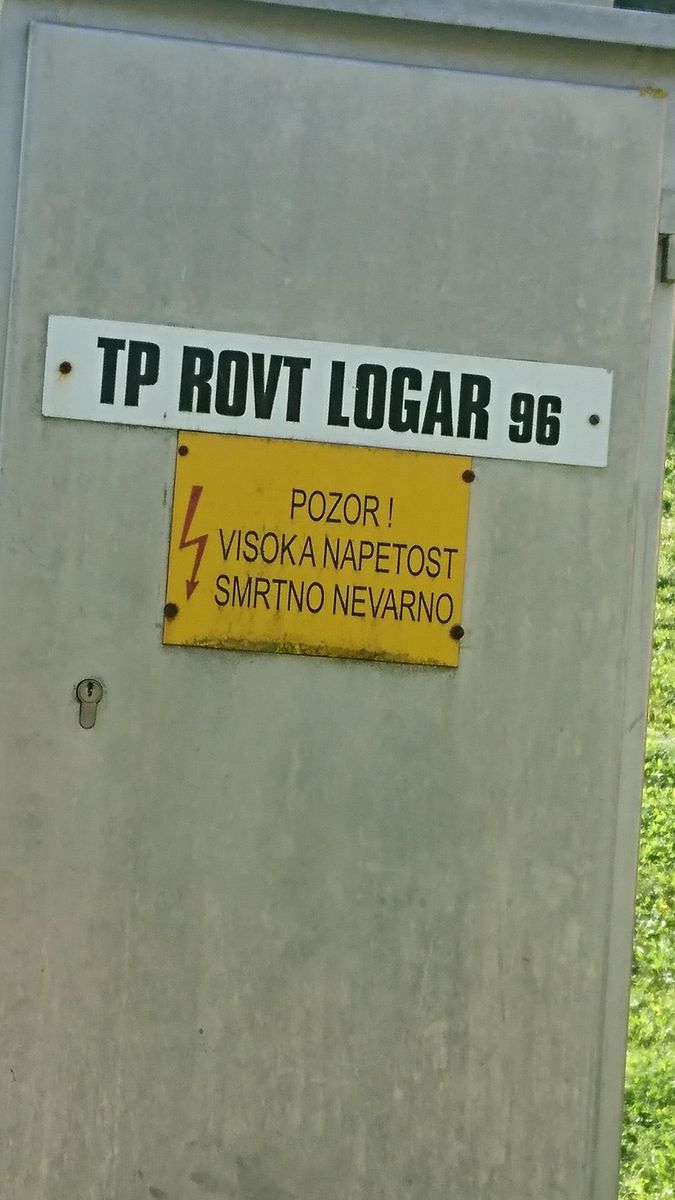 TP ROVT LOGAR 96
POZOR !
VISOKA NAPETOST
SMRTNO NEVARNO